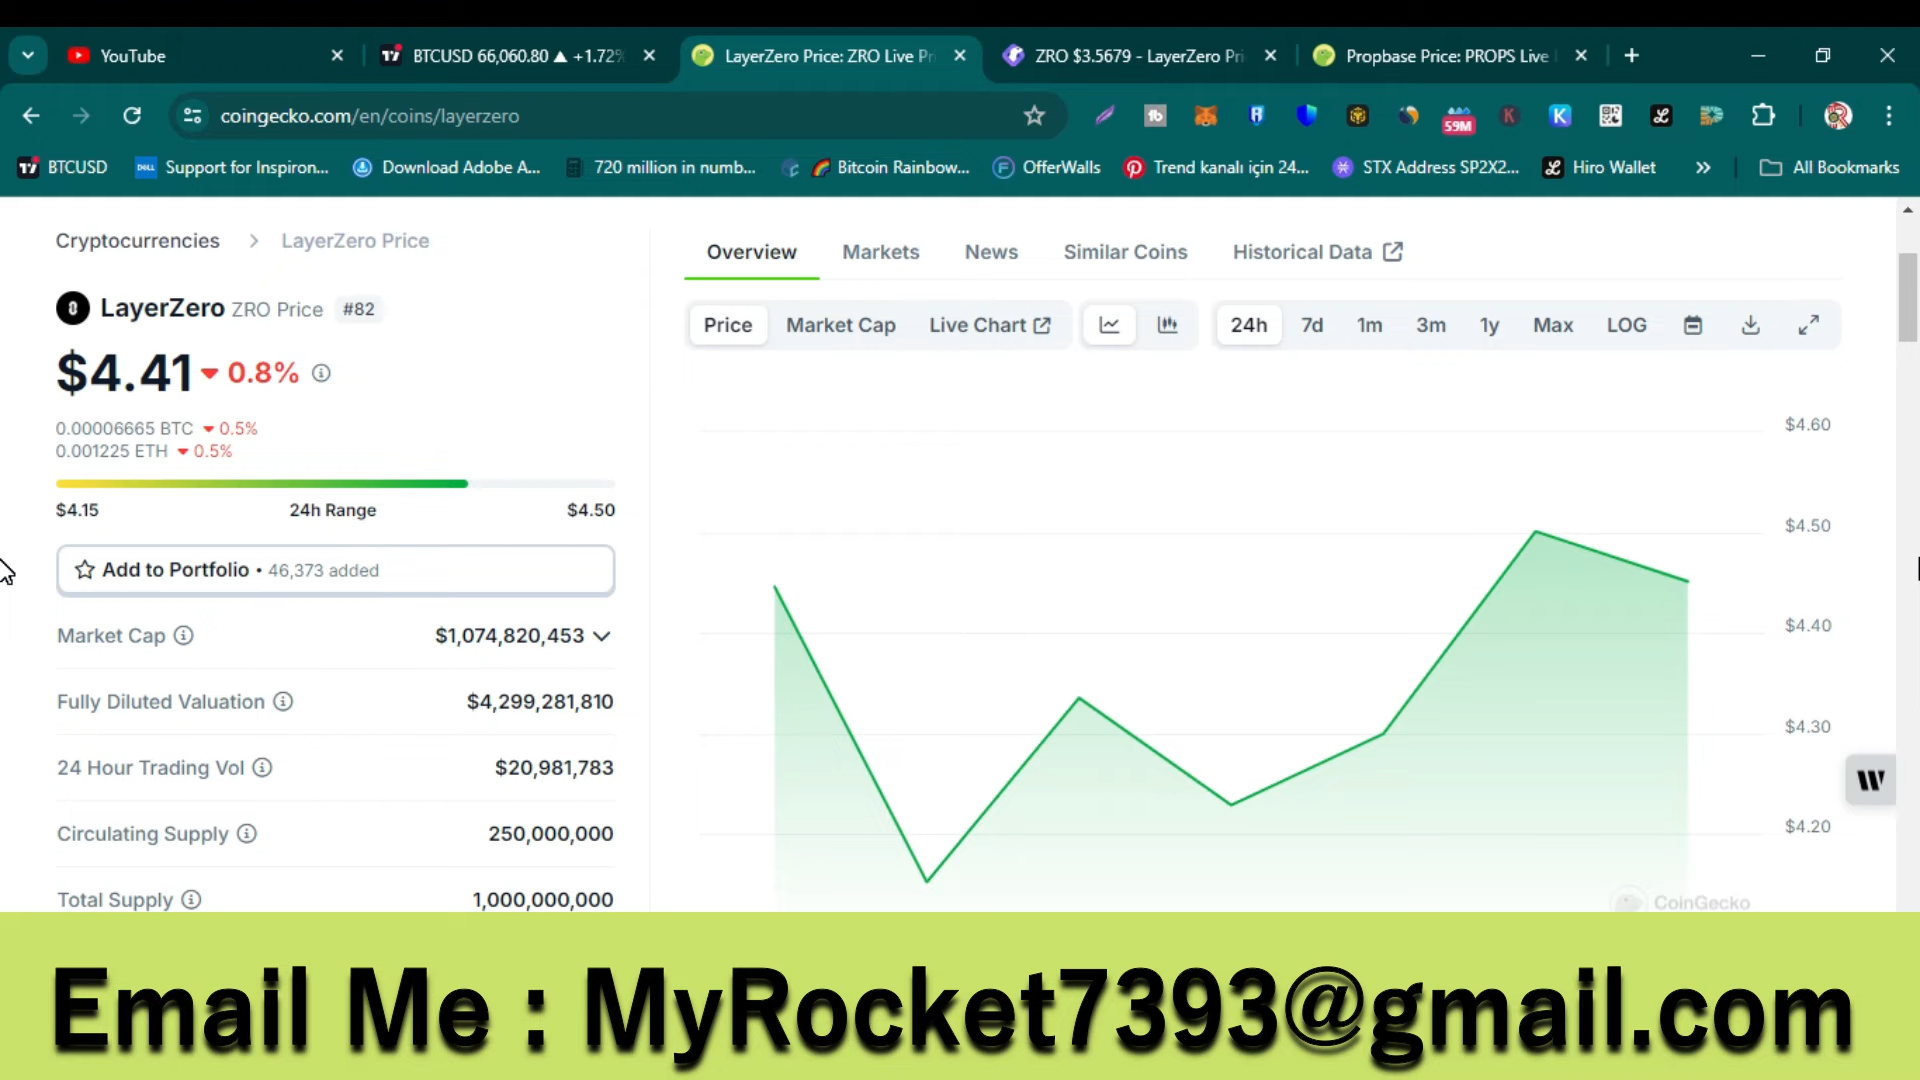 YouTube
BTCUSD 66,060.80 ▲ +1.72%
LayerZero Price: ZRO Live Pr
ZRO $3.5679 - LayerZero Pri
Propbase Price: PROPS Live
coingecko.com/en/coins/layerzero
59M
BTCUSD
Support for Inspiron...
Download Adobe A...
720 million in numb...
Bitcoin Rainbow...
OfferWalls
Trend kanalı için 24...
STX Address SP2X2...
Hiro Wallet
All Bookmarks
Cryptocurrencies > LayerZero Price
LayerZero ZRO Price #82
$4.41 ▼ 0.8%
0.00006665 BTC ▼ 0.5%
0.001225 ETH ▼ 0.5%
$4.15 24h Range $4.50
Add to Portfolio • 46,373 added
Market Cap $1,074,820,453
Fully Diluted Valuation $4,299,281,810
24 Hour Trading Vol $20,981,783
Circulating Supply 250,000,000
Total Supply 1,000,000,000
Overview Markets News Similar Coins Historical Data
Price Market Cap Live Chart 24h 7d 1m 3m 1y Max LOG
$4.60
$4.50
$4.40
$4.30
$4.20
CoinGecko
Email Me : MyRocket7393@gmail.com